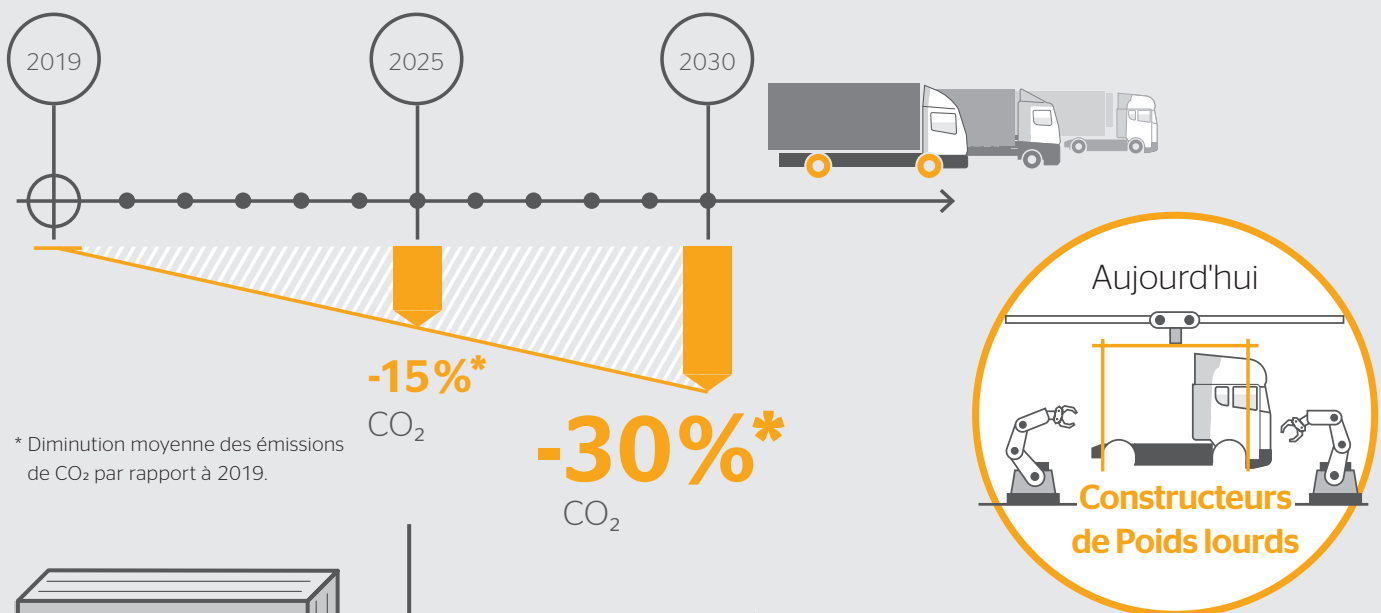 2019
2025
2030
Aujourd'hui
-15%*
CO₂
-30%*
CO₂
* Diminution moyenne des émissions
de CO₂ par rapport à 2019.
Constructeurs
de Poids lourds